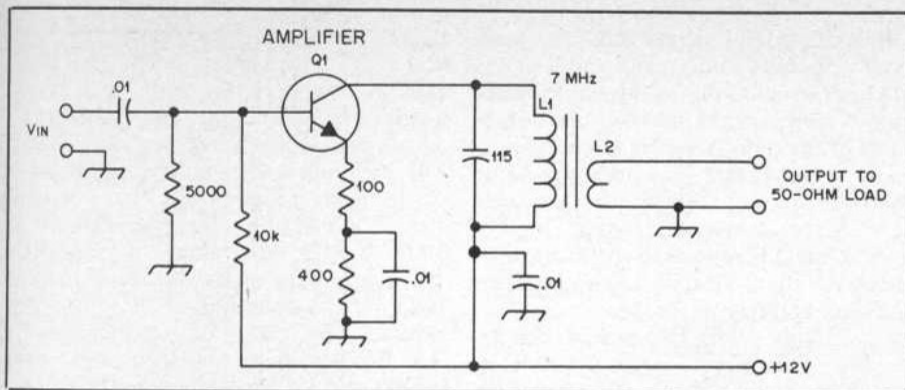 AMPLIFIER
Q1
7 MHz
.01
L1
VIN
L2
115
OUTPUT TO
50-OHM LOAD
5000
100
10k
400
.01
.01
+12V